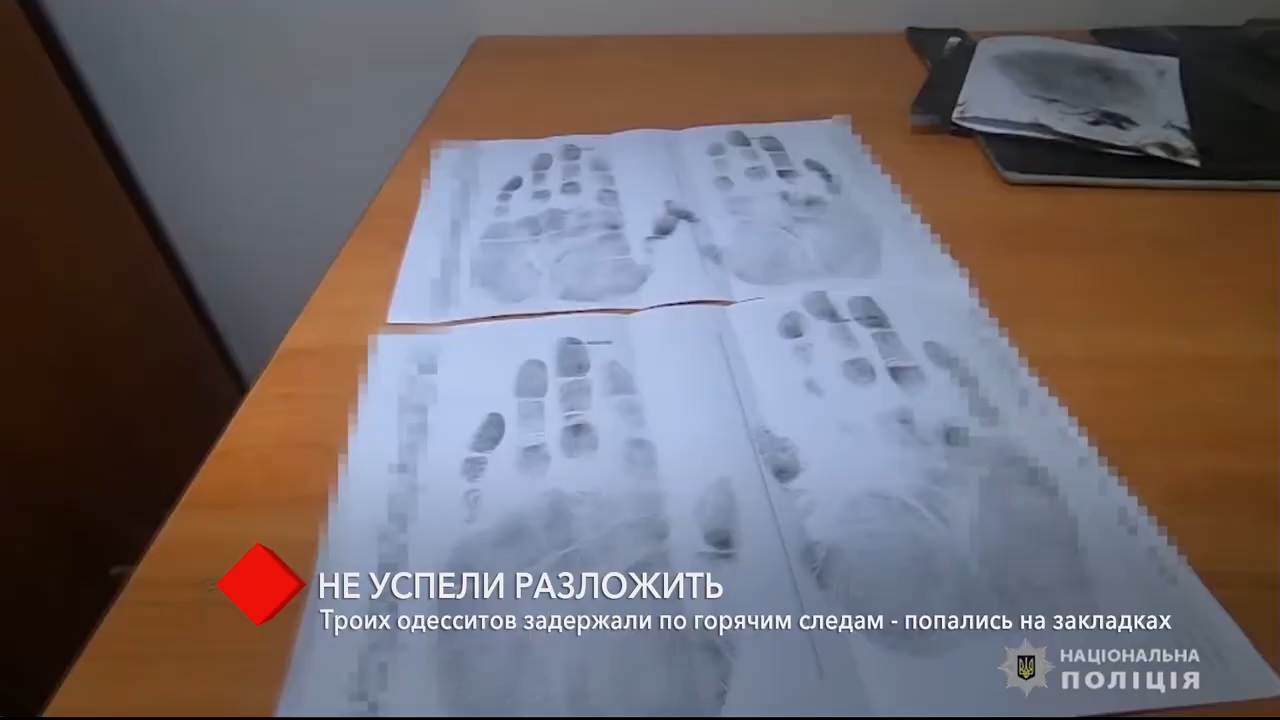 НЕ УСПЕЛИ РАЗЛОЖИТЬ
Троих одесситов задержали по горячим следам - попались на закладках
НАЦІОНАЛЬНА
ПОЛІЦІЯ